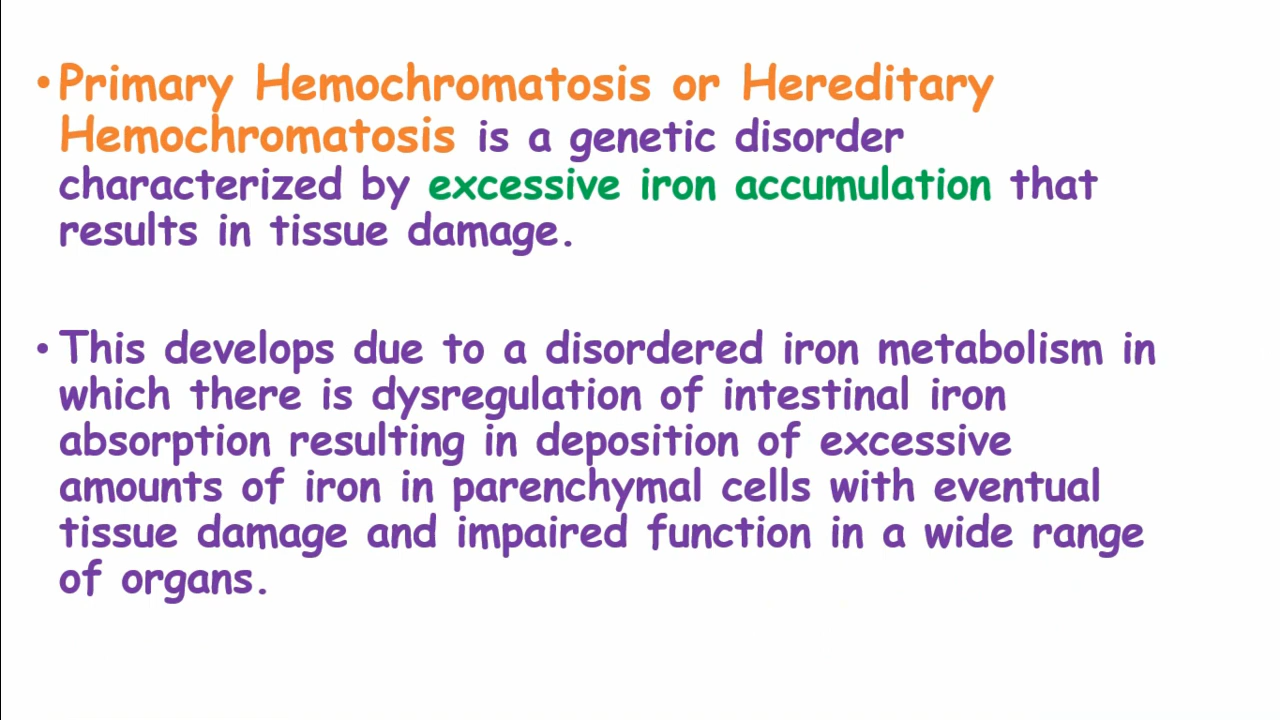 •Primary Hemochromatosis or Hereditary
Hemochromatosis is a genetic disorder
characterized by excessive iron accumulation that
results in tissue damage.
•This develops due to a disordered iron metabolism in
which there is dysregulation of intestinal iron
absorption resulting in deposition of excessive
amounts of iron in parenchymal cells with eventual
tissue damage and impaired function in a wide range
of organs.